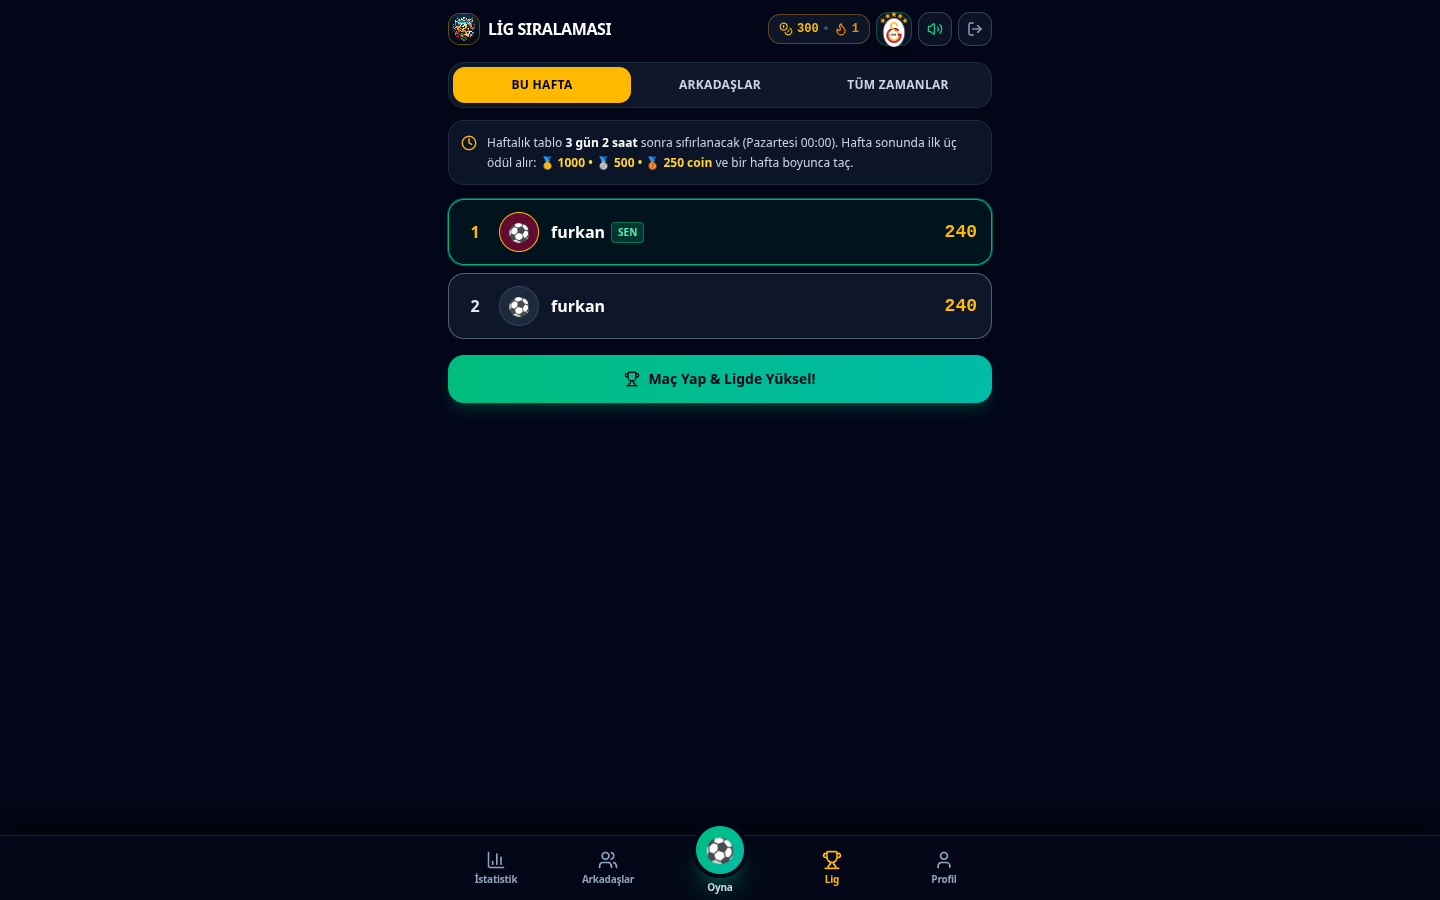 LİG SIRALAMASI
300 • 1
BU HAFTA
ARKADAŞLAR
TÜM ZAMANLAR
Haftalık tablo 3 gün 2 saat sonra sıfırlanacak (Pazartesi 00:00). Hafta sonunda ilk üç
ödül alır: 🥇 1000 • 🥈 500 • 🥉 250 coin ve bir hafta boyunca taç.
1 furkan SEN 240
2 furkan 240
Maç Yap & Ligde Yüksel!
İstatistik
Arkadaşlar
Oyna
Lig
Profil